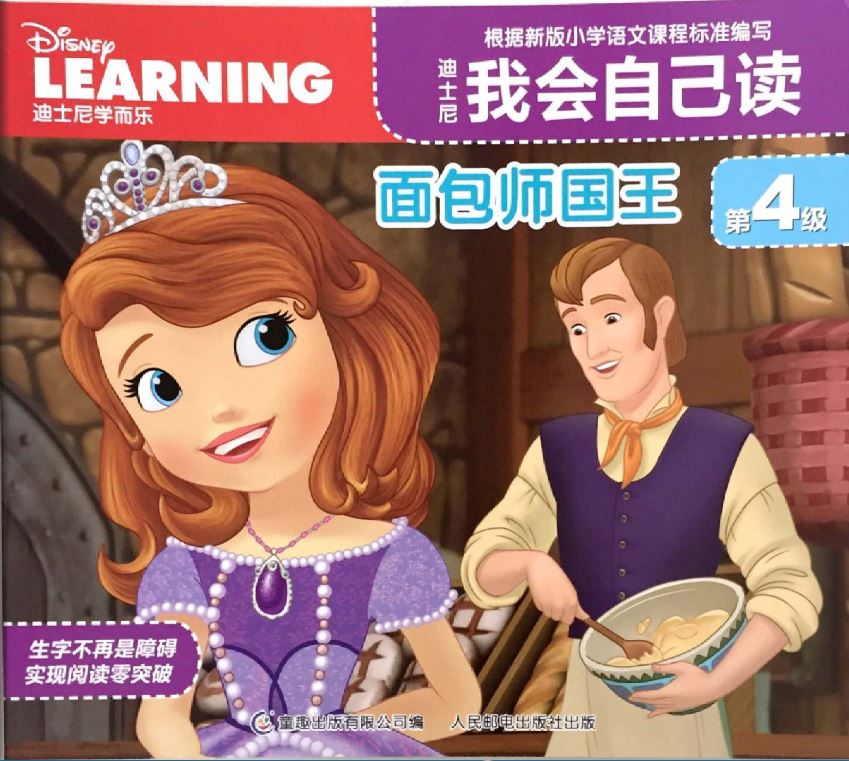 Disney
LEARNING
迪士尼学而乐
根据新版小学语文课程标准编写
迪士尼
我会自己读
面包师国王
第4级
生字不再是障碍
实现阅读零突破
童趣出版有限公司编 人民邮电出版社出版